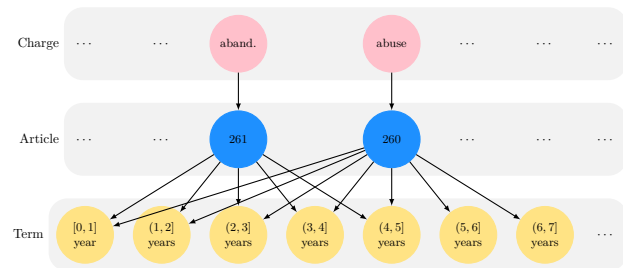 Charge ··· ··· aband. abuse ··· ··· ···
Article ··· ··· 261 260 ··· ··· ···
Term [0, 1] (1, 2] (2, 3] (3, 4] (4, 5] (5, 6] (6, 7] ···
year years years years years years years